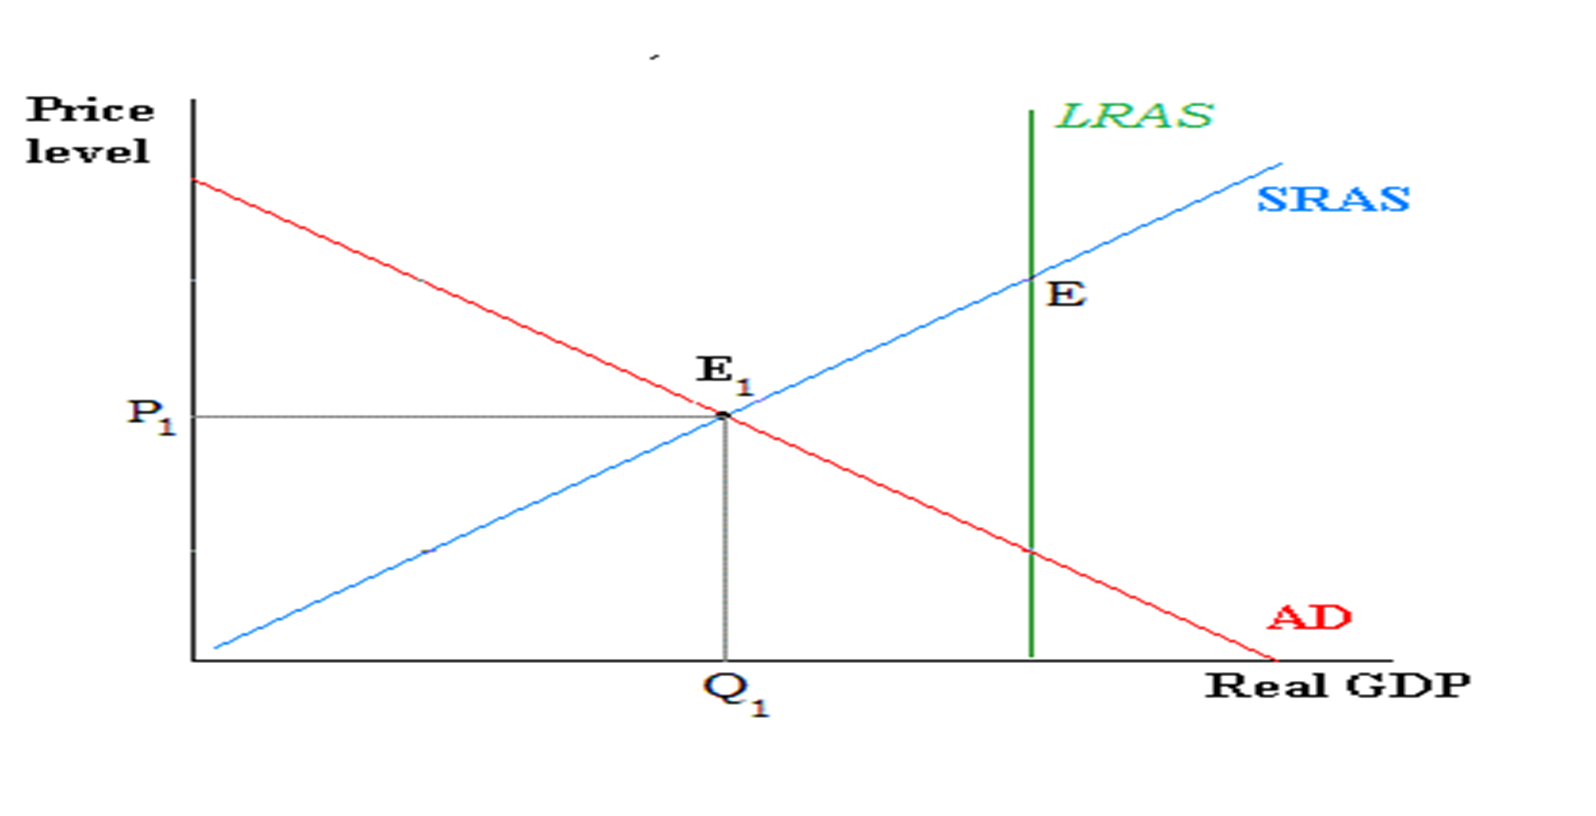 Price
level
LRAS
SRAS
E
E1
P1
AD
Q1
Real GDP